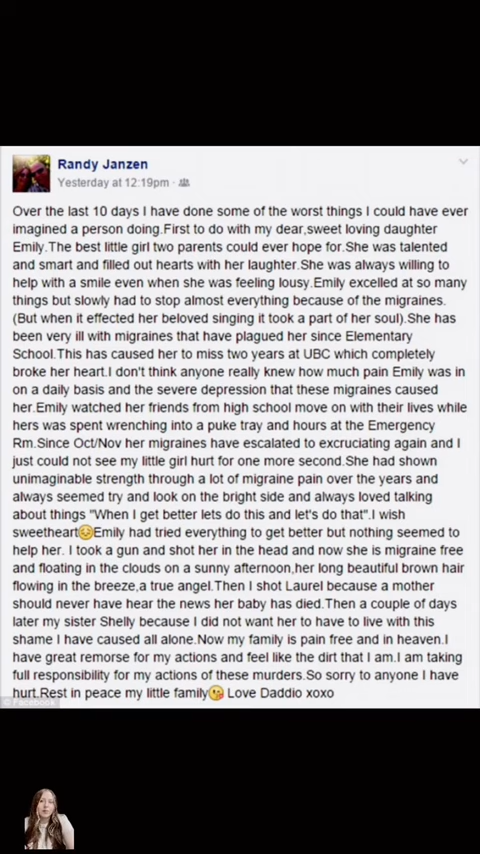 Randy Janzen
Yesterday at 12:19pm ·
Over the last 10 days I have done some of the worst things I could have ever
imagined a person doing.First to do with my dear,sweet loving daughter
Emily.The best little girl two parents could ever hope for.She was talented
and smart and filled out hearts with her laughter.She was always willing to
help with a smile even when she was feeling lousy.Emily excelled at so many
things but slowly had to stop almost everything because of the migraines.
(But when it effected her beloved singing it took a part of her soul).She has
been very ill with migraines that have plagued her since Elementary
School.This has caused her to miss two years at UBC which completely
broke her heart.I don't think anyone really knew how much pain Emily was in
on a daily basis and the severe depression that these migraines caused
her.Emily watched her friends from high school move on with their lives while
hers was spent wrenching into a puke tray and hours at the Emergency
Rm.Since Oct/Nov her migraines have escalated to excruciating again and I
just could not see my little girl hurt for one more second.She had shown
unimaginable strength through a lot of migraine pain over the years and
always seemed try and look on the bright side and always loved talking
about things "When I get better lets do this and let's do that".I wish
sweetheart😊Emily had tried everything to get better but nothing seemed to
help her. I took a gun and shot her in the head and now she is migraine free
and floating in the clouds on a sunny afternoon,her long beautiful brown hair
flowing in the breeze,a true angel.Then I shot Laurel because a mother
should never have hear the news her baby has died.Then a couple of days
later my sister Shelly because I did not want her to have to live with this
shame I have caused all alone.Now my family is pain free and in heaven.I
have great remorse for my actions and feel like the dirt that I am.I am taking
full responsibility for my actions of these murders.So sorry to anyone I have
hurt.Rest in peace my little family😘 Love Daddio xoxo
© Facebook